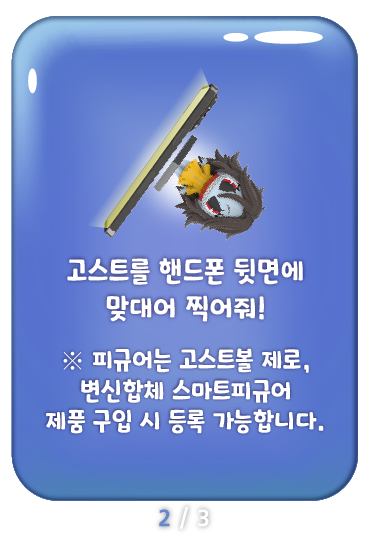 고스트를 핸드폰 뒷면에
맞대어 찍어줘!
※ 피규어는 고스트볼 제로,
변신합체 스마트피규어
제품 구입 시 등록 가능합니다.
2 / 3